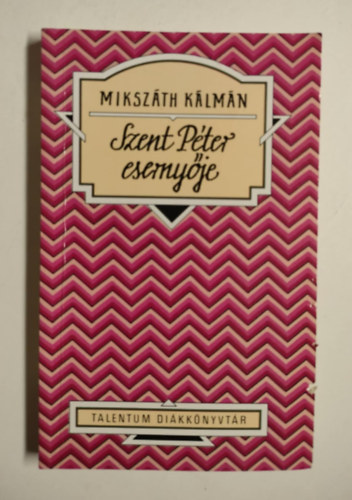 MIKSZÁTH KÁLMÁN
Szent Péter
esernyője
TALENTUM DIÁKKÖNYVTÁR